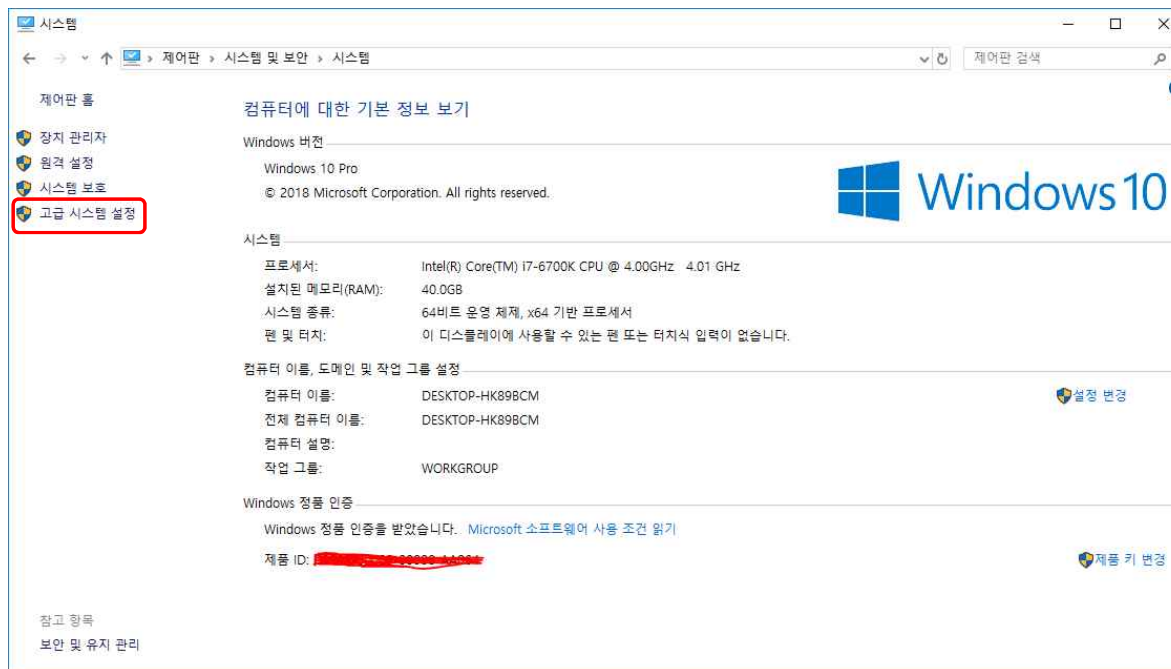 시스템
제어판 › 시스템 및 보안 › 시스템
제어판 검색
제어판 홈
장치 관리자
원격 설정
시스템 보호
고급 시스템 설정
컴퓨터에 대한 기본 정보 보기
Windows 버전
Windows 10 Pro
© 2018 Microsoft Corporation. All rights reserved.
Windows 10
시스템
프로세서: Intel(R) Core(TM) i7-6700K CPU @ 4.00GHz 4.01 GHz
설치된 메모리(RAM): 40.0GB
시스템 종류: 64비트 운영 체제, x64 기반 프로세서
펜 및 터치: 이 디스플레이에 사용할 수 있는 펜 또는 터치식 입력이 없습니다.
컴퓨터 이름, 도메인 및 작업 그룹 설정
컴퓨터 이름: DESKTOP-HK89BCM 설정 변경
전체 컴퓨터 이름: DESKTOP-HK89BCM
컴퓨터 설명:
작업 그룹: WORKGROUP
Windows 정품 인증
Windows 정품 인증을 받았습니다. Microsoft 소프트웨어 사용 조건 읽기
제품 ID: 제품 키 변경
참고 항목
보안 및 유지 관리